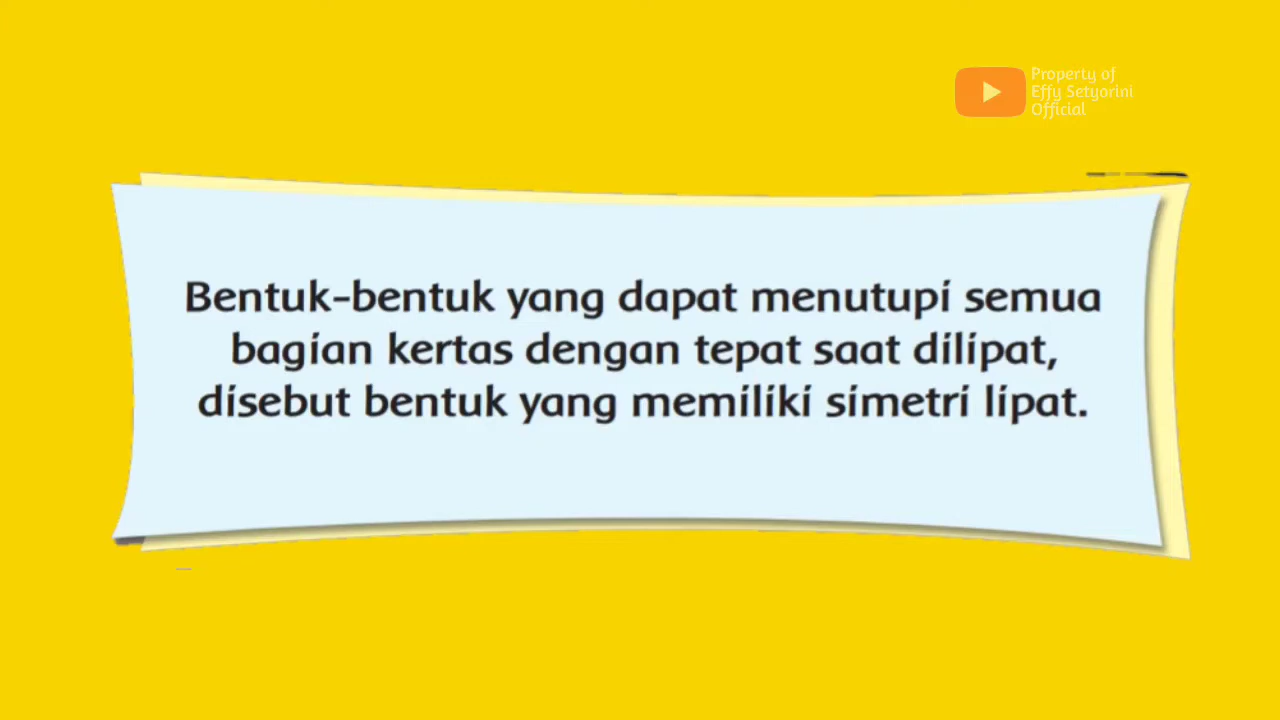 Property of
Effy Setyorini
Official
Bentuk-bentuk yang dapat menutupi semua
bagian kertas dengan tepat saat dilipat,
disebut bentuk yang memiliki simetri lipat.